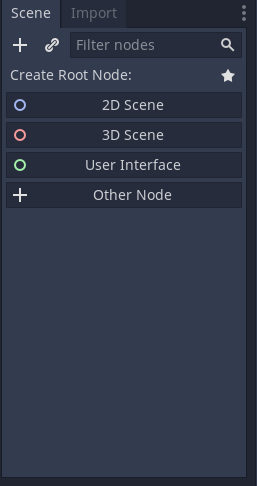 Scene Import
Filter nodes
Create Root Node:
2D Scene
3D Scene
User Interface
Other Node